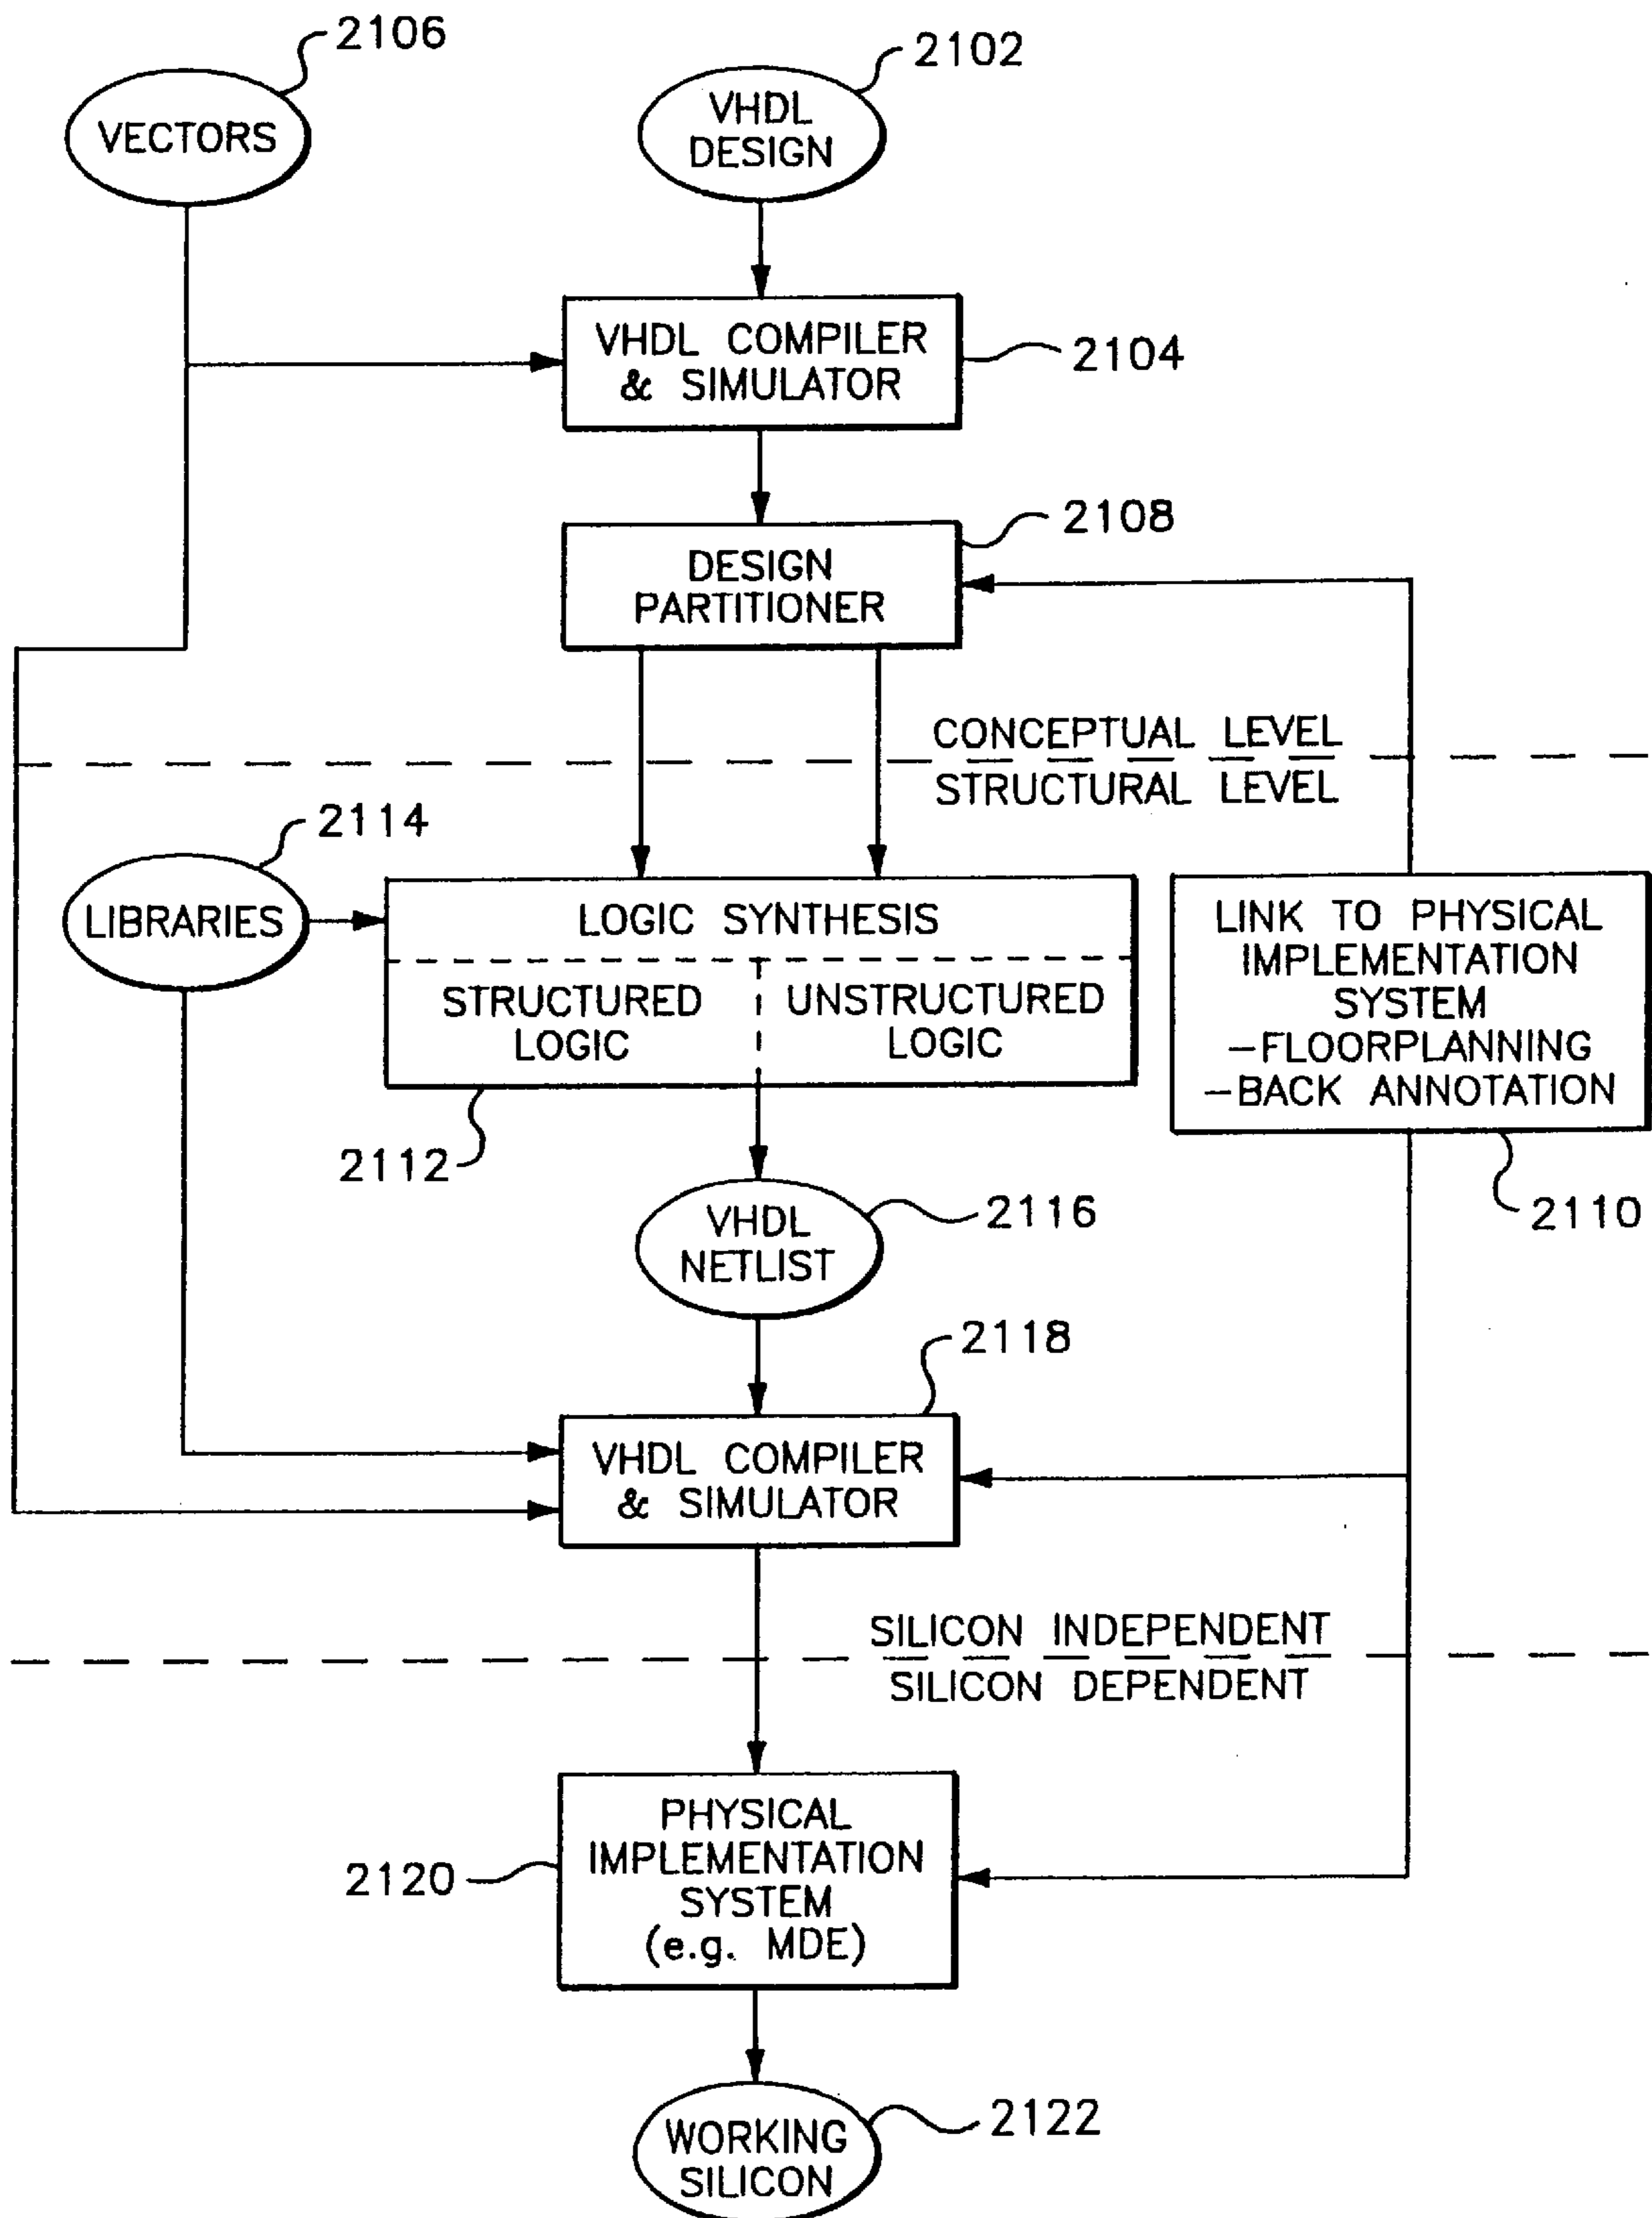 2106
2102
VECTORS
VHDL
DESIGN
VHDL COMPILER
& SIMULATOR
2104
2108
DESIGN
PARTITIONER
CONCEPTUAL LEVEL
STRUCTURAL LEVEL
2114
LIBRARIES
LOGIC SYNTHESIS
STRUCTURED
LOGIC
UNSTRUCTURED
LOGIC
LINK TO PHYSICAL
IMPLEMENTATION
SYSTEM
-FLOORPLANNING
-BACK ANNOTATION
2112
2110
VHDL
NETLIST
2116
2118
VHDL COMPILER
& SIMULATOR
SILICON INDEPENDENT
SILICON DEPENDENT
PHYSICAL
IMPLEMENTATION
SYSTEM
(e.g. MDE)
2120
WORKING
SILICON
2122